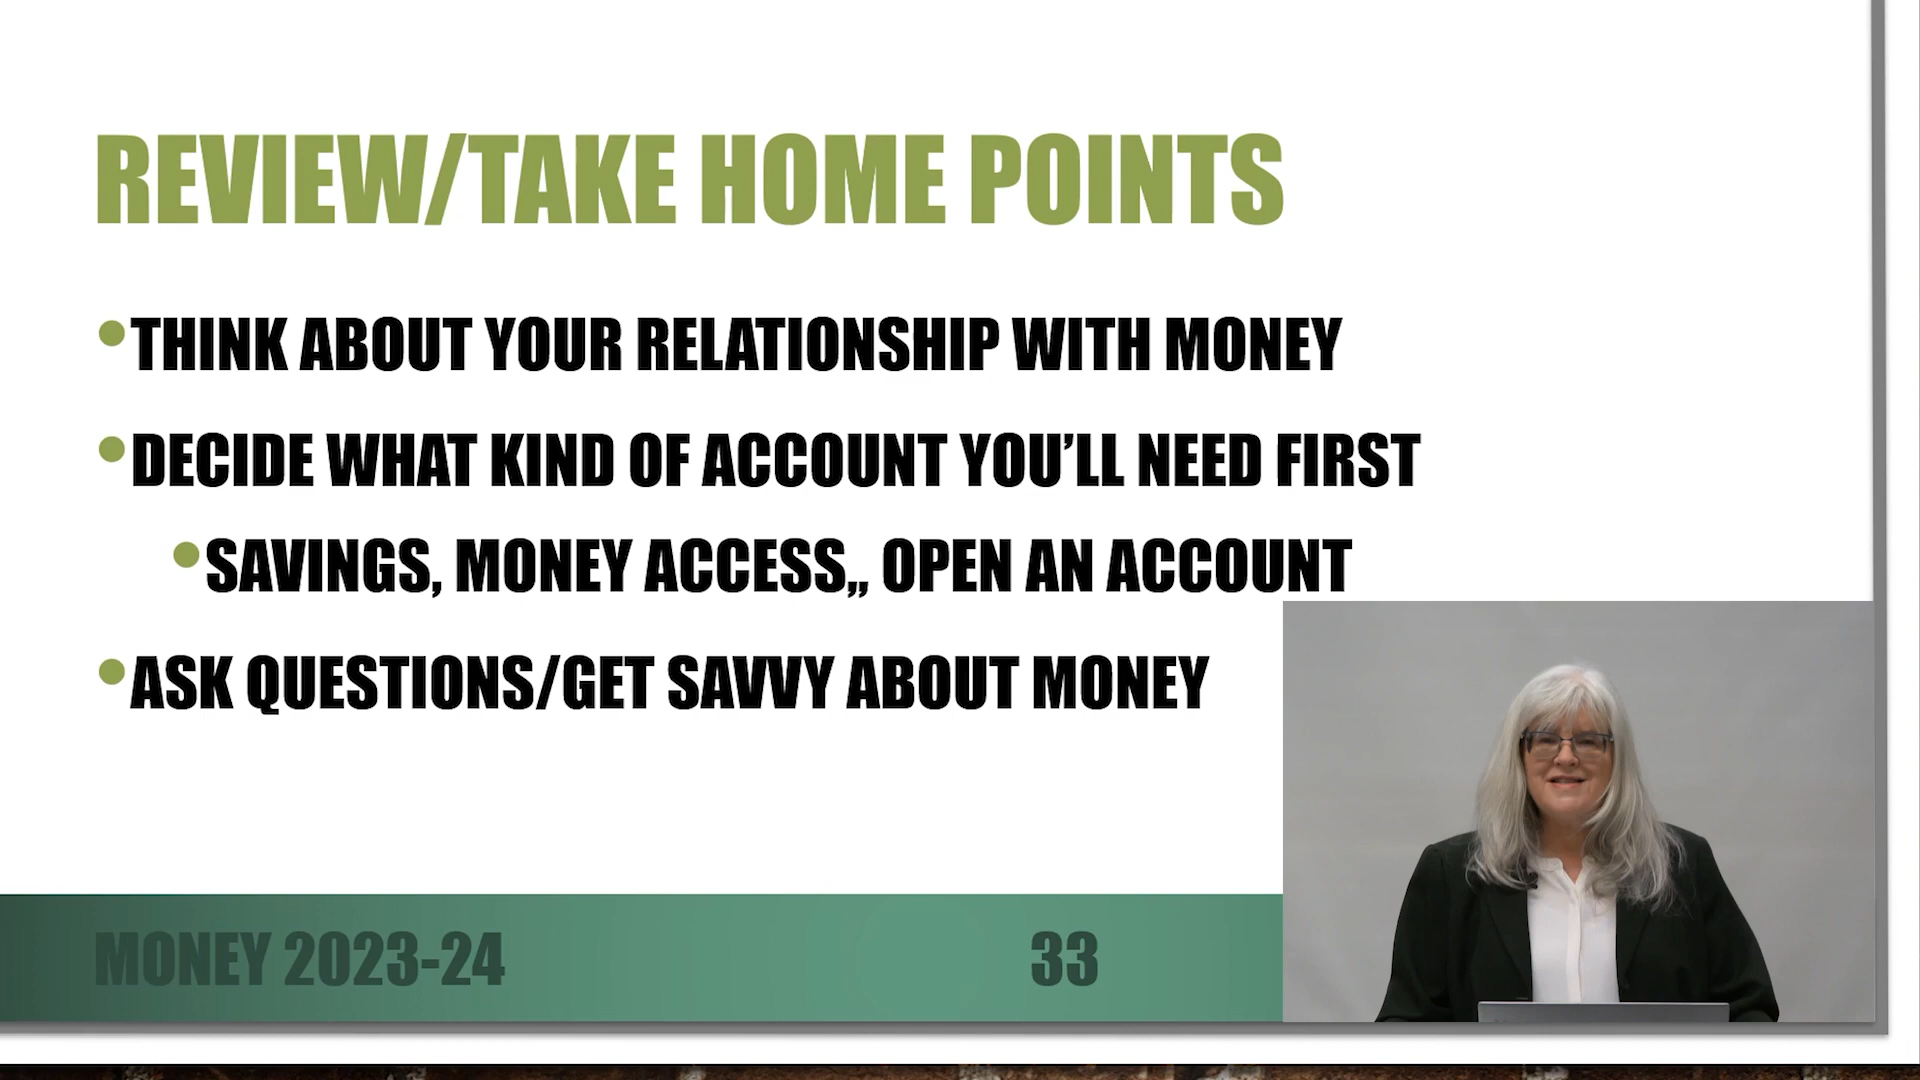 REVIEW/TAKE HOME POINTS
•THINK ABOUT YOUR RELATIONSHIP WITH MONEY
•DECIDE WHAT KIND OF ACCOUNT YOU’LL NEED FIRST
•SAVINGS, MONEY ACCESS,, OPEN AN ACCOUNT
•ASK QUESTIONS/GET SAVVY ABOUT MONEY
MONEY 2023-24
33